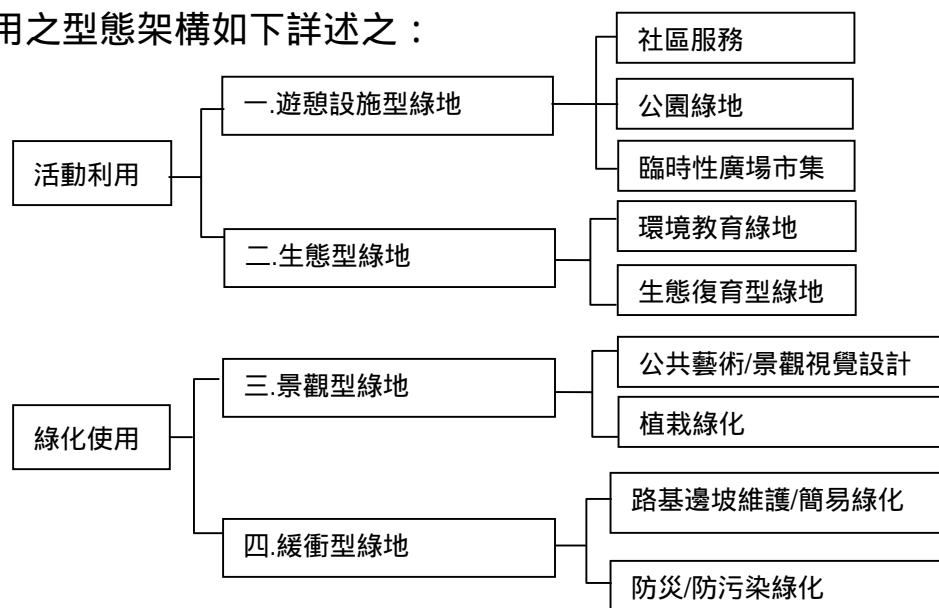 用之型態架構如下詳述之：
社區服務
一.遊憩設施型綠地
公園綠地
活動利用
臨時性廣場市集
二.生態型綠地
環境教育綠地
生態復育型綠地
三.景觀型綠地
公共藝術/景觀視覺設計
綠化使用
植栽綠化
四.緩衝型綠地
路基邊坡維護/簡易綠化
防災/防污染綠化